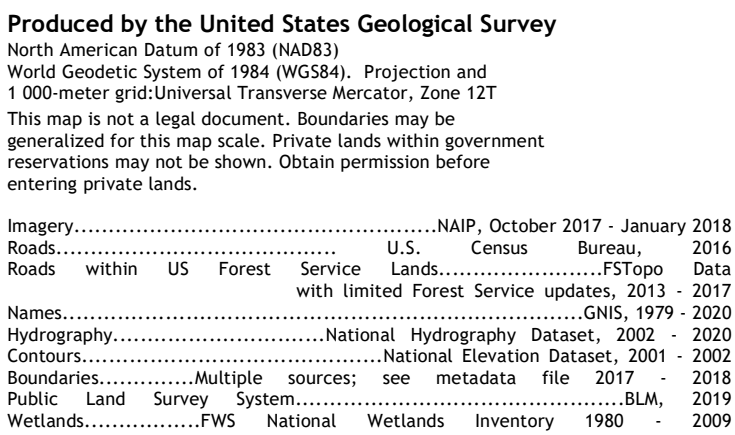 Produced by the United States Geological Survey
North American Datum of 1983 (NAD83)
World Geodetic System of 1984 (WGS84). Projection and
1 000-meter grid:Universal Transverse Mercator, Zone 12T
This map is not a legal document. Boundaries may be
generalized for this map scale. Private lands within government
reservations may not be shown. Obtain permission before
entering private lands.
Imagery.....................................................NAIP, October 2017 - January 2018
Roads......................................... U.S. Census Bureau, 2016
Roads within US Forest Service Lands........................FSTopo Data
with limited Forest Service updates, 2013 - 2017
Names............................................................................GNIS, 1979 - 2020
Hydrography...............................National Hydrography Dataset, 2002 - 2020
Contours............................................National Elevation Dataset, 2001 - 2002
Boundaries..............Multiple sources; see metadata file 2017 - 2018
Public Land Survey System................................................BLM, 2019
Wetlands.................FWS National Wetlands Inventory 1980 - 2009